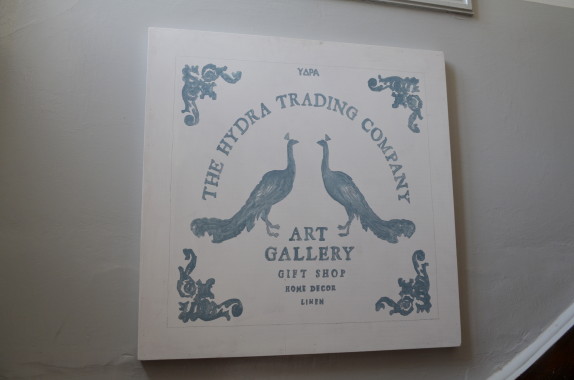 ΥΔΡΑ
THE HYDRA TRADING COMPANY
ART
GALLERY
GIFT SHOP
HOME DECOR
LINEN